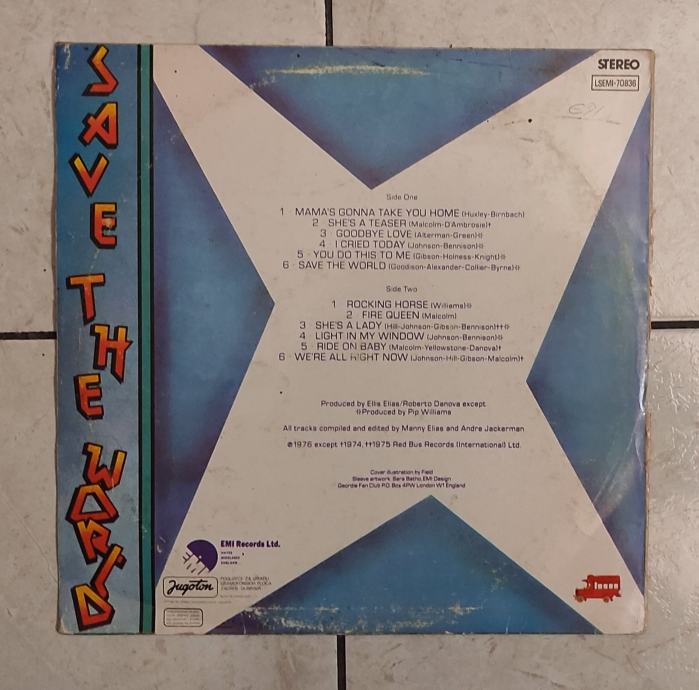 SAVE THE WORLD
STEREO
LSEMI-70836
Side One
1 MAMA'S GONNA TAKE YOU HOME (Huxley-Birnbach)
2 SHE'S A TEASER (Malcolm-D'Ambrosie)†
3 GOODBYE LOVE (Alterman-Green)⁜
4 I CRIED TODAY (Johnson-Bennison)⁜
5 YOU DO THIS TO ME (Gibson-Holness-Knight)⁜
6 SAVE THE WORLD (Goodison-Alexander-Collier-Byrne)⁜
Side Two
1 ROCKING HORSE (Williams)⁜
2 FIRE QUEEN (Malcolm)
3 SHE'S A LADY (Hill-Johnson-Gibson-Bennison)††⁜
4 LIGHT IN MY WINDOW (Johnson-Bennison)⁜
5 RIDE ON BABY (Malcolm-Yellowstone-Danova)†
6 WE'RE ALL RIGHT NOW (Johnson-Hill-Gibson-Malcolm)†
Produced by Ellis Elias/Roberto Danova except
⁜Produced by Pip Williams
All tracks compiled and edited by Manny Elias and Andre Jackerman
℗1976 except †1974, ††1975 Red Bus Records (International) Ltd.
Cover illustration by Field
Sleeve artwork Sara Batho, EMI Design
Geordie Fan Club P.O. Box 4PW London W1 England
EMI
EMI Records Ltd.
HAYES
MIDDLESEX
ENGLAND
Jugoton
ZAGREB, DUBRAVA